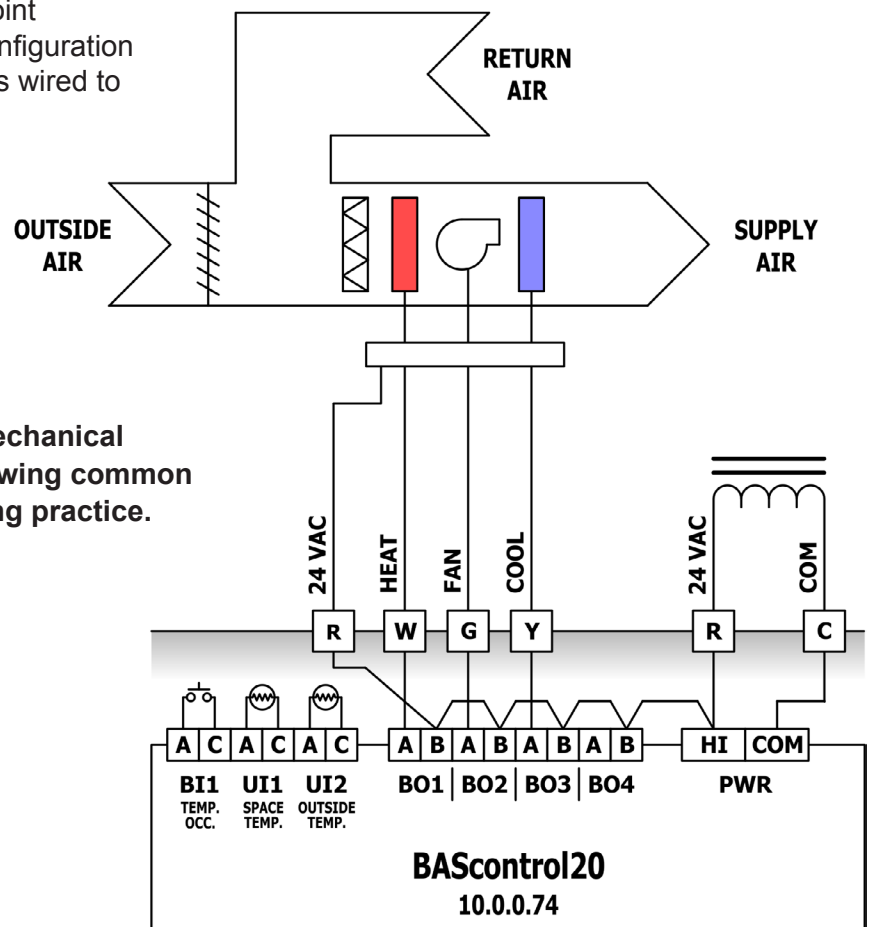 oint
nfiguration
s wired to
RETURN
AIR
OUTSIDE
AIR
SUPPLY
AIR
echanical
wing common
ng practice.
24 VAC
HEAT
FAN
COOL
24 VAC
COM
R
W
G
Y
R
C
A C A C A C
A B A B A B A B
HI COM
BI1 UI1 UI2
BO1 BO2 BO3 BO4
PWR
TEMP. SPACE OUTSIDE
OCC. TEMP. TEMP.
BAScontrol20
10.0.0.74